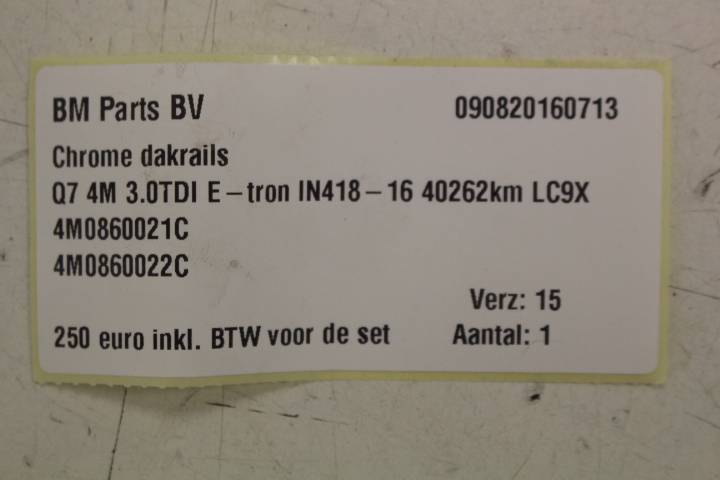 BM Parts BV 090820160713
Chrome dakrails
Q7 4M 3.0TDI E-tron IN418-16 40262km LC9X
4M0860021C
4M0860022C
Verz: 15
250 euro inkl. BTW voor de set Aantal: 1